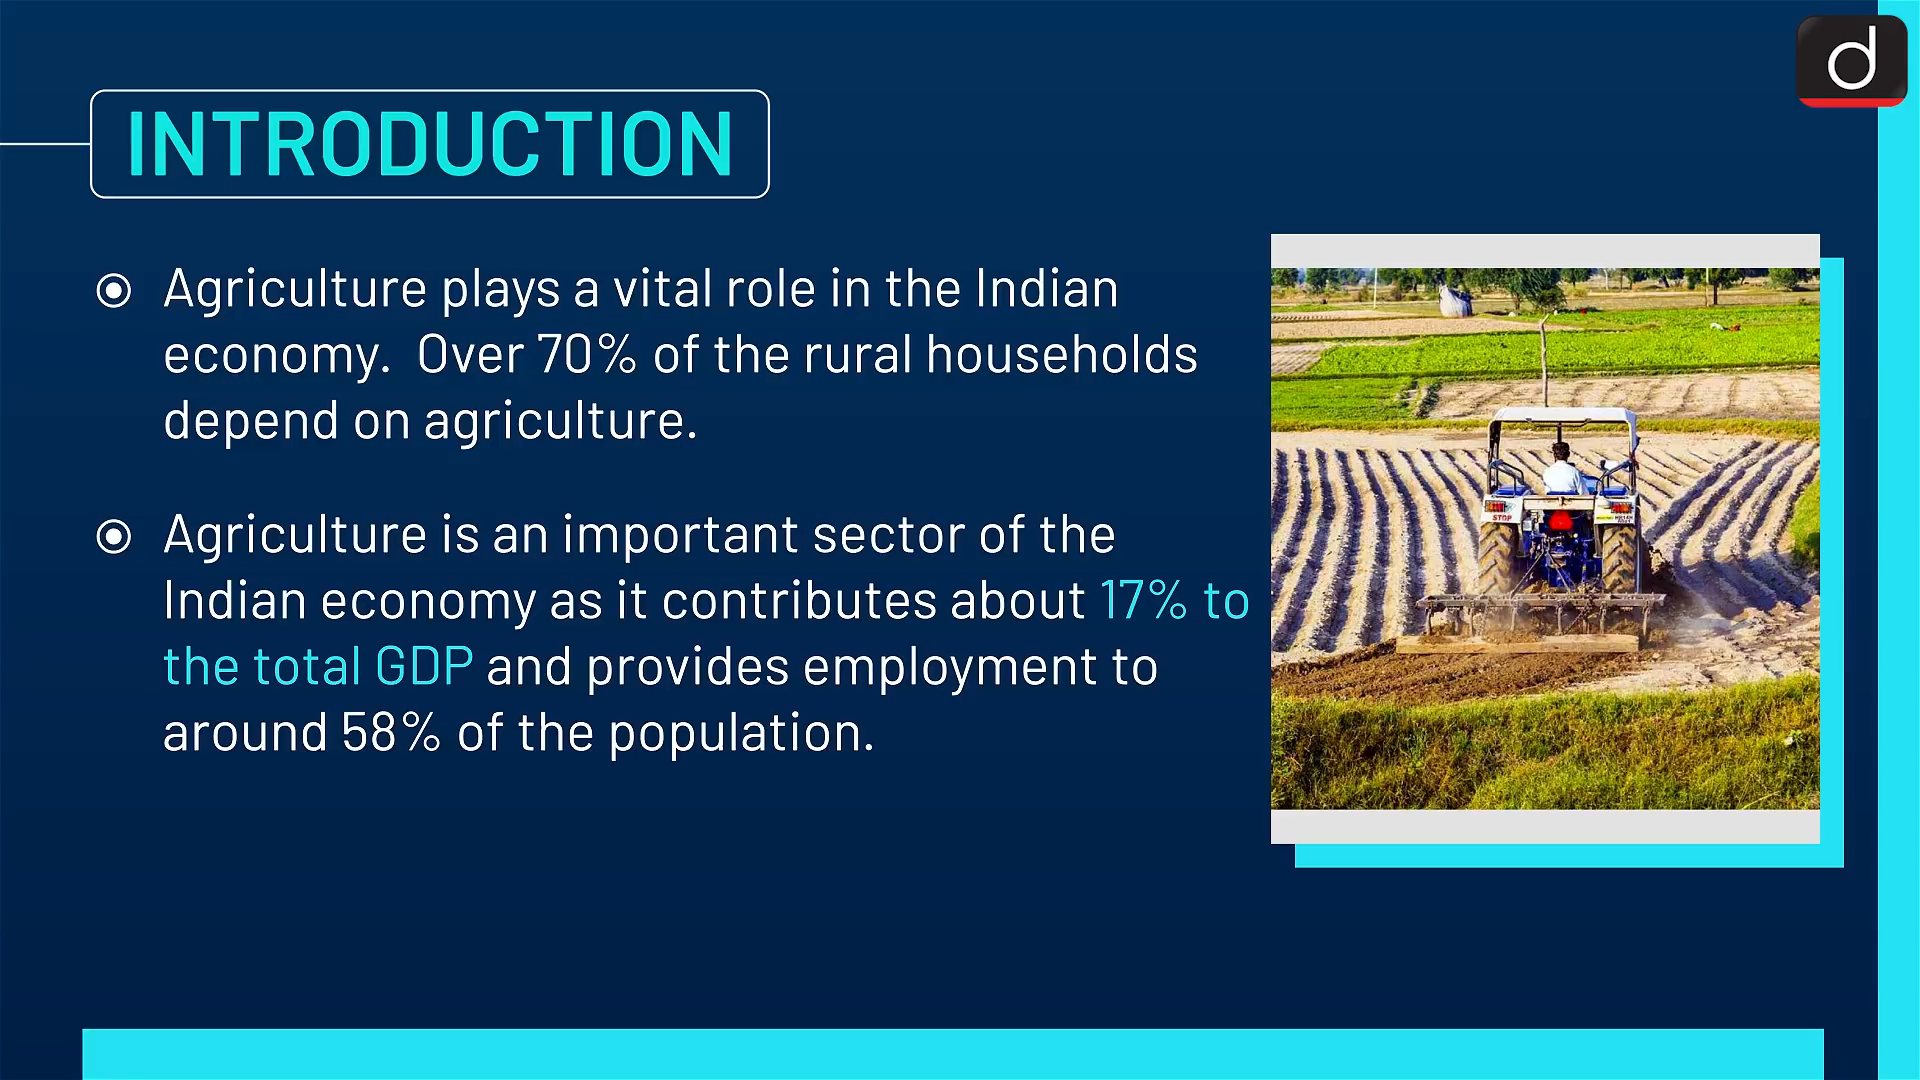 d
INTRODUCTION
Agriculture plays a vital role in the Indian
economy. Over 70% of the rural households
depend on agriculture.
Agriculture is an important sector of the
Indian economy as it contributes about 17% to
the total GDP and provides employment to
around 58% of the population.
STOP